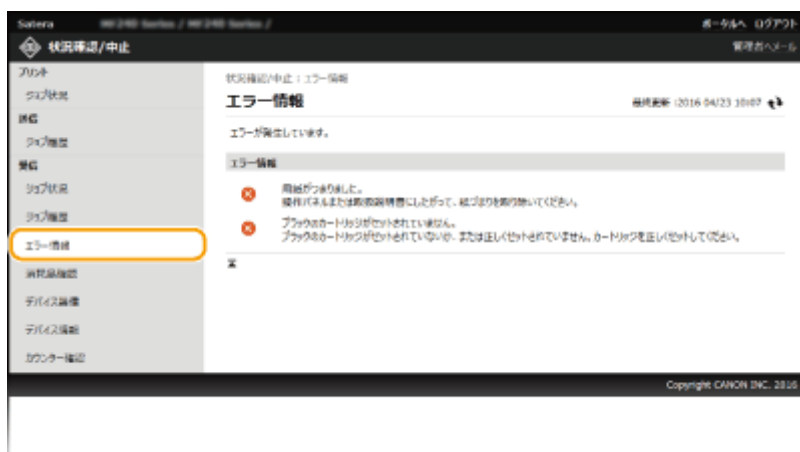 Satera
ポータルへ ログアウト
状況確認/中止
管理者へメール
プリント
ジョブ状況
送信
ジョブ履歴
受信
ジョブ状況
ジョブ履歴
エラー情報
消耗品確認
デバイス装備
デバイス情報
カウンター確認
状況確認/中止 : エラー情報
エラー情報
最終更新 :2016 04/23 10:07
エラーが発生しています。
エラー情報
用紙がつまりました。
操作パネルまたは取扱説明書にしたがって、紙づまりを取り除いてください。
ブラックのカートリッジがセットされていません。
ブラックのカートリッジがセットされていないか、または正しくセットされていません。カートリッジを正しくセットしてください。
Copyright CANON INC. 2016